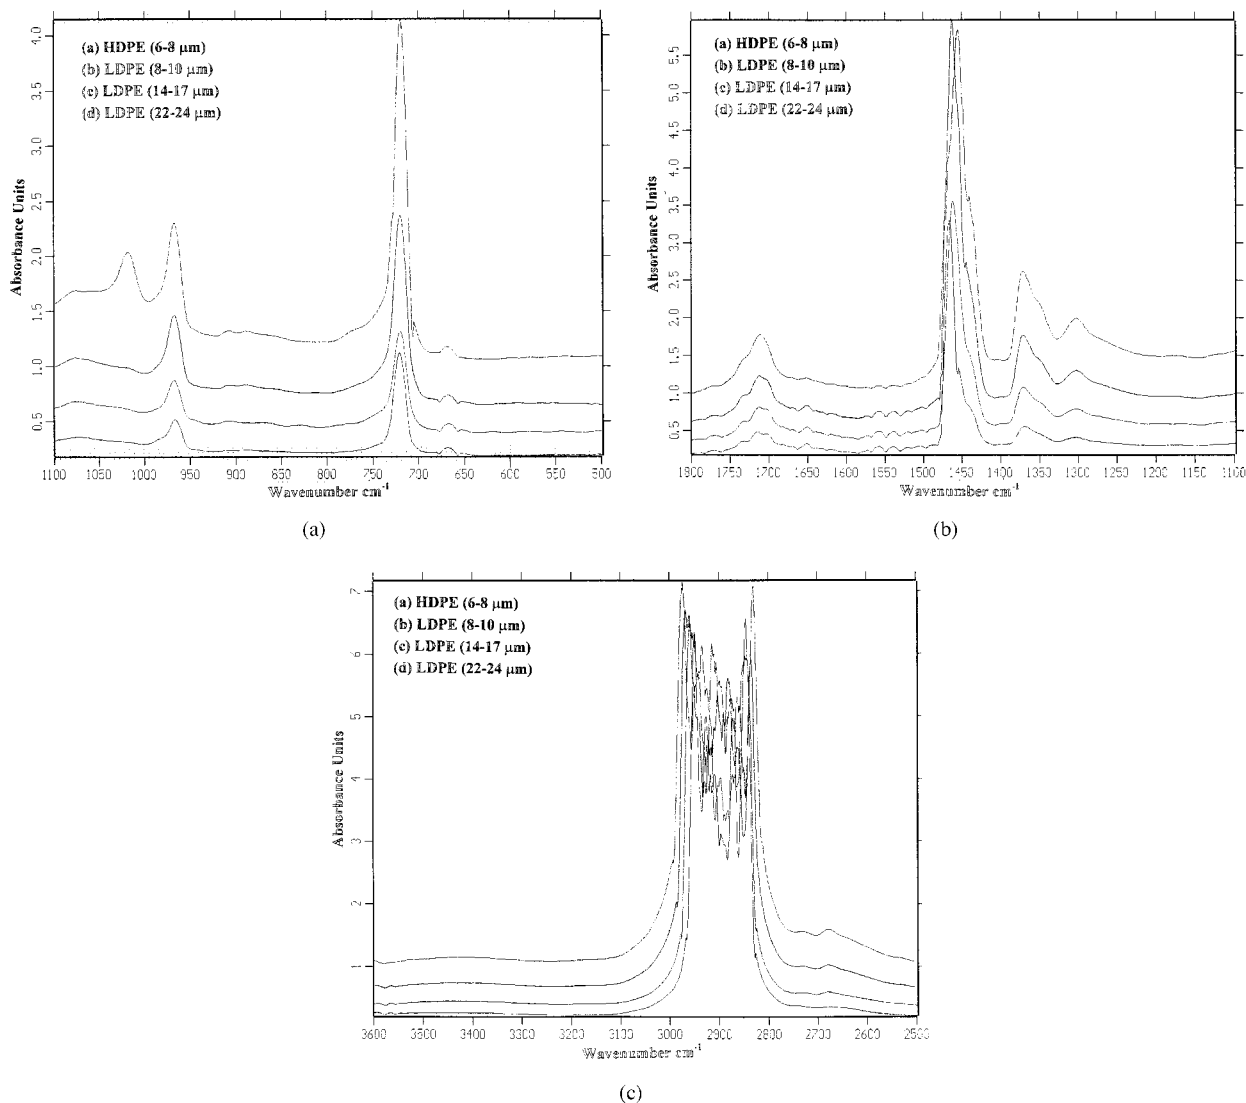 (a) HDPE (6-8 µm)
(b) LDPE (8-10 µm)
(c) LDPE (14-17 µm)
(d) LDPE (22-24 µm)
Absorbance Units
4.0
3.5
3.0
2.5
2.0
1.5
1.0
0.5
1100 1050 1000 950 900 850 800 750 720 670 600 550 500
Wavenumber cm-1
(a)
(a) HDPE (6-8 µm)
(b) LDPE (8-10 µm)
(c) LDPE (14-17 µm)
(d) LDPE (22-24 µm)
Absorbance Units
5.5
5.0
4.5
4.0
3.5
3.0
2.5
2.0
1.5
1.0
0.5
1800 1750 1700 1650 1600 1550 1500 1450 1400 1350 1300 1250 1200 1150 1100
Wavenumber cm-1
(b)
(a) HDPE (6-8 µm)
(b) LDPE (8-10 µm)
(c) LDPE (14-17 µm)
(d) LDPE (22-24 µm)
Absorbance Units
7
6
5
4
3
2
1
3600 3400 3300 3200 3100 3000 2900 2800 2700 2600 2500
Wavenumber cm-1
(c)